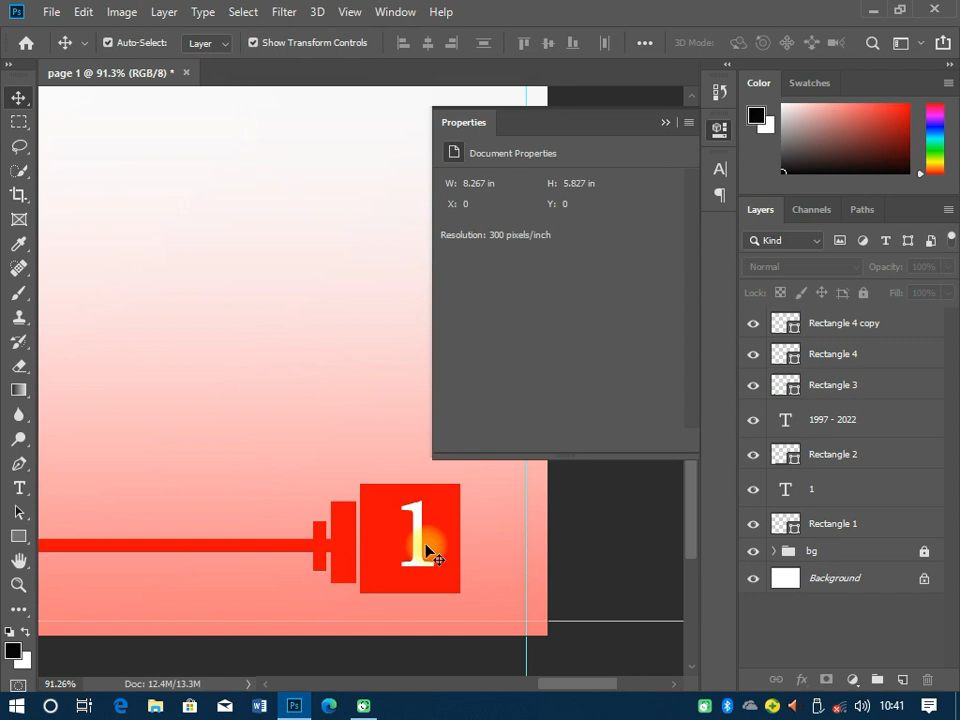 Ps File Edit Image Layer Type Select Filter 3D View Window Help
Auto-Select: Layer Show Transform Controls 3D Mode:
page 1 @ 91.3% (RGB/8) *
Properties
Document Properties
W: 8.267 in H: 5.827 in
X: 0 Y: 0
Resolution: 300 pixels/inch
Color Swatches
Layers Channels Paths
Kind
Normal Opacity: 100%
Lock: Fill: 100%
Rectangle 4 copy
Rectangle 4
Rectangle 3
T 1997 - 2022
Rectangle 2
T 1
Rectangle 1
bg
Background
1
91.26% Doc: 12.4M/13.3M
Ps 10:41